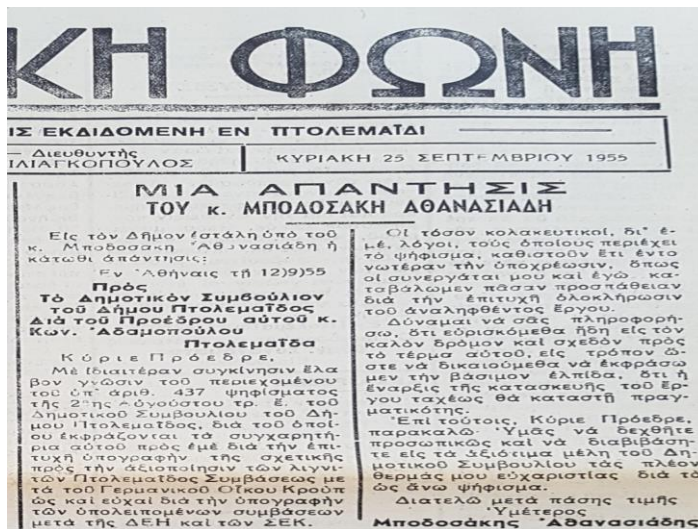 ΚΗ ΦΩΝΗ
ΙΣ ΕΚΔΙΔΟΜΕΝΗ ΕΝ ΠΤΟΛΕΜΑΪΔΙ
— Διευθυντής
ΙΛΙΑΓΚΟΠΟΥΛΟΣ
ΚΥΡΙΑΚΗ 25 ΣΕΠΤΕΜΒΡΙΟΥ 1955
ΜΙΑ ΑΠΑΝΤΗΣΙΣ
ΤΟΥ κ. ΜΠΟΔΟΣΑΚΗ ΑΘΑΝΑΣΙΑΔΗ
Εἰς τὸν Δῆμον ἐστάλη ὑπὸ τοῦ
κ. Μποδοσάκη Ἀθανασιάδη ἡ
κάτωθι ἀπάντησις:
Ἐν Ἀθήναις τῇ 12)9)55
Πρὸς
Τὸ Δημοτικὸν Συμβούλιον
τοῦ Δήμου Πτολεμαΐδος
Διὰ τοῦ Προέδρου αὐτοῦ κ.
Κων. Ἀδαμοπούλου
Πτολεμαΐδα
Κύριε Πρόεδρε,
Μὲ ἰδιαιτέραν συγκίνησιν ἔλα
βον γνῶσιν τοῦ περιεχομένου
τοῦ ὑπ' ἀριθ. 437 ψηφίσματος
τῆς Αὐγούστου τρ. ἔ. τοῦ
Δημοτικοῦ Συμβουλίου τοῦ Δή-
μου Πτολεμαΐδος, διὰ τοῦ ὁποί-
ου ἐκφράζονται τὰ συγχαρητή-
ρια αὐτοῦ πρὸς ἐμὲ διὰ τὴν ἐπι-
τυχῆ ὑπογραφὴν τῆς σχετικῆς
πρὸς τὴν ἀξιοποίησιν τῶν λιγνι-
τῶν Πτολεμαΐδος Συμβάσεως με
τὰ τοῦ Γερμανικοῦ Οἴκου Κροὺπ
ὡς καὶ εὐχαὶ διὰ τὴν ὑπογραφὴν
τῶν ὑπολειπομένων συμβάσεων
μετὰ τῆς ΔΕΗ καὶ τῶν ΣΕΚ.
Οἱ τόσον κολακευτικοί, δι' ἐ-
μέ, λόγοι, τοὺς ὁποίους περιέχει
τὸ ψήφισμα, καθιστοῦν ἔτι ἐντο
νωτέραν τὴν ὑποχρέωσιν, ὅπως
οἱ συνεργάται μου καὶ ἐγώ, κα-
ταβάλωμεν πᾶσαν προσπάθειαν
διὰ τὴν ἐπιτυχῆ ὁλοκλήρωσιν
τοῦ ἀναληφθέντος ἔργου.
Δύναμαι νὰ σᾶς πληροφορή-
σω, ὅτι εὑρισκόμεθα ἤδη εἰς τὸν
καλὸν δρόμον καὶ σχεδὸν πρὸς
τὸ τέρμα αὐτοῦ, εἰς τρόπον ὥ-
στε νὰ δικαιούμεθα νὰ ἐκφράσω
μεν τὴν βάσιμον ἐλπίδα, ὅτι ἡ
ἔναρξις τῆς κατασκευῆς τοῦ ἔρ-
γου ταχέως θὰ καταστῇ πραγ-
ματικότης.
Ἐπὶ τούτοις, Κύριε Πρόεδρε,
παρακαλῶ Ὑμᾶς νὰ δεχθῆτε
προσωπικῶς καὶ νὰ διαβιβάση-
τε εἰς τὰ ἀξιότιμα μέλη τοῦ Δη-
μοτικοῦ Συμβουλίου τὰς πλέον
θερμάς μου εὐχαριστίας διὰ τὸ
ὡς ἄνω ψήφισμα.
Διατελῶ μετὰ πάσης τιμῆς
Ὑμέτερος
Μποδοσάκης Ἀθανασιάδης